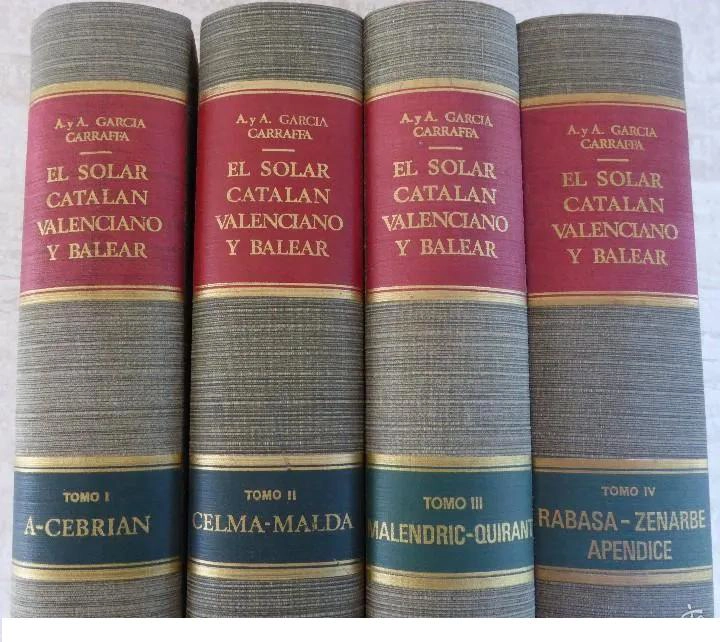 A. y A. GARCIA
CARRAFFA
EL SOLAR
CATALAN
VALENCIANO
Y BALEAR
TOMO I
A-CEBRIAN
A. y A. GARCIA
CARRAFFA
EL SOLAR
CATALAN
VALENCIANO
Y BALEAR
TOMO II
CELMA-MALDA
A. y A. GARCIA
CARRAFFA
EL SOLAR
CATALAN
VALENCIANO
Y BALEAR
TOMO III
MALENDRIC-QUIRANT
A. y A. GARCIA
CARRAFFA
EL SOLAR
CATALAN
VALENCIANO
Y BALEAR
TOMO IV
RABASA - ZENARBE
APENDICE